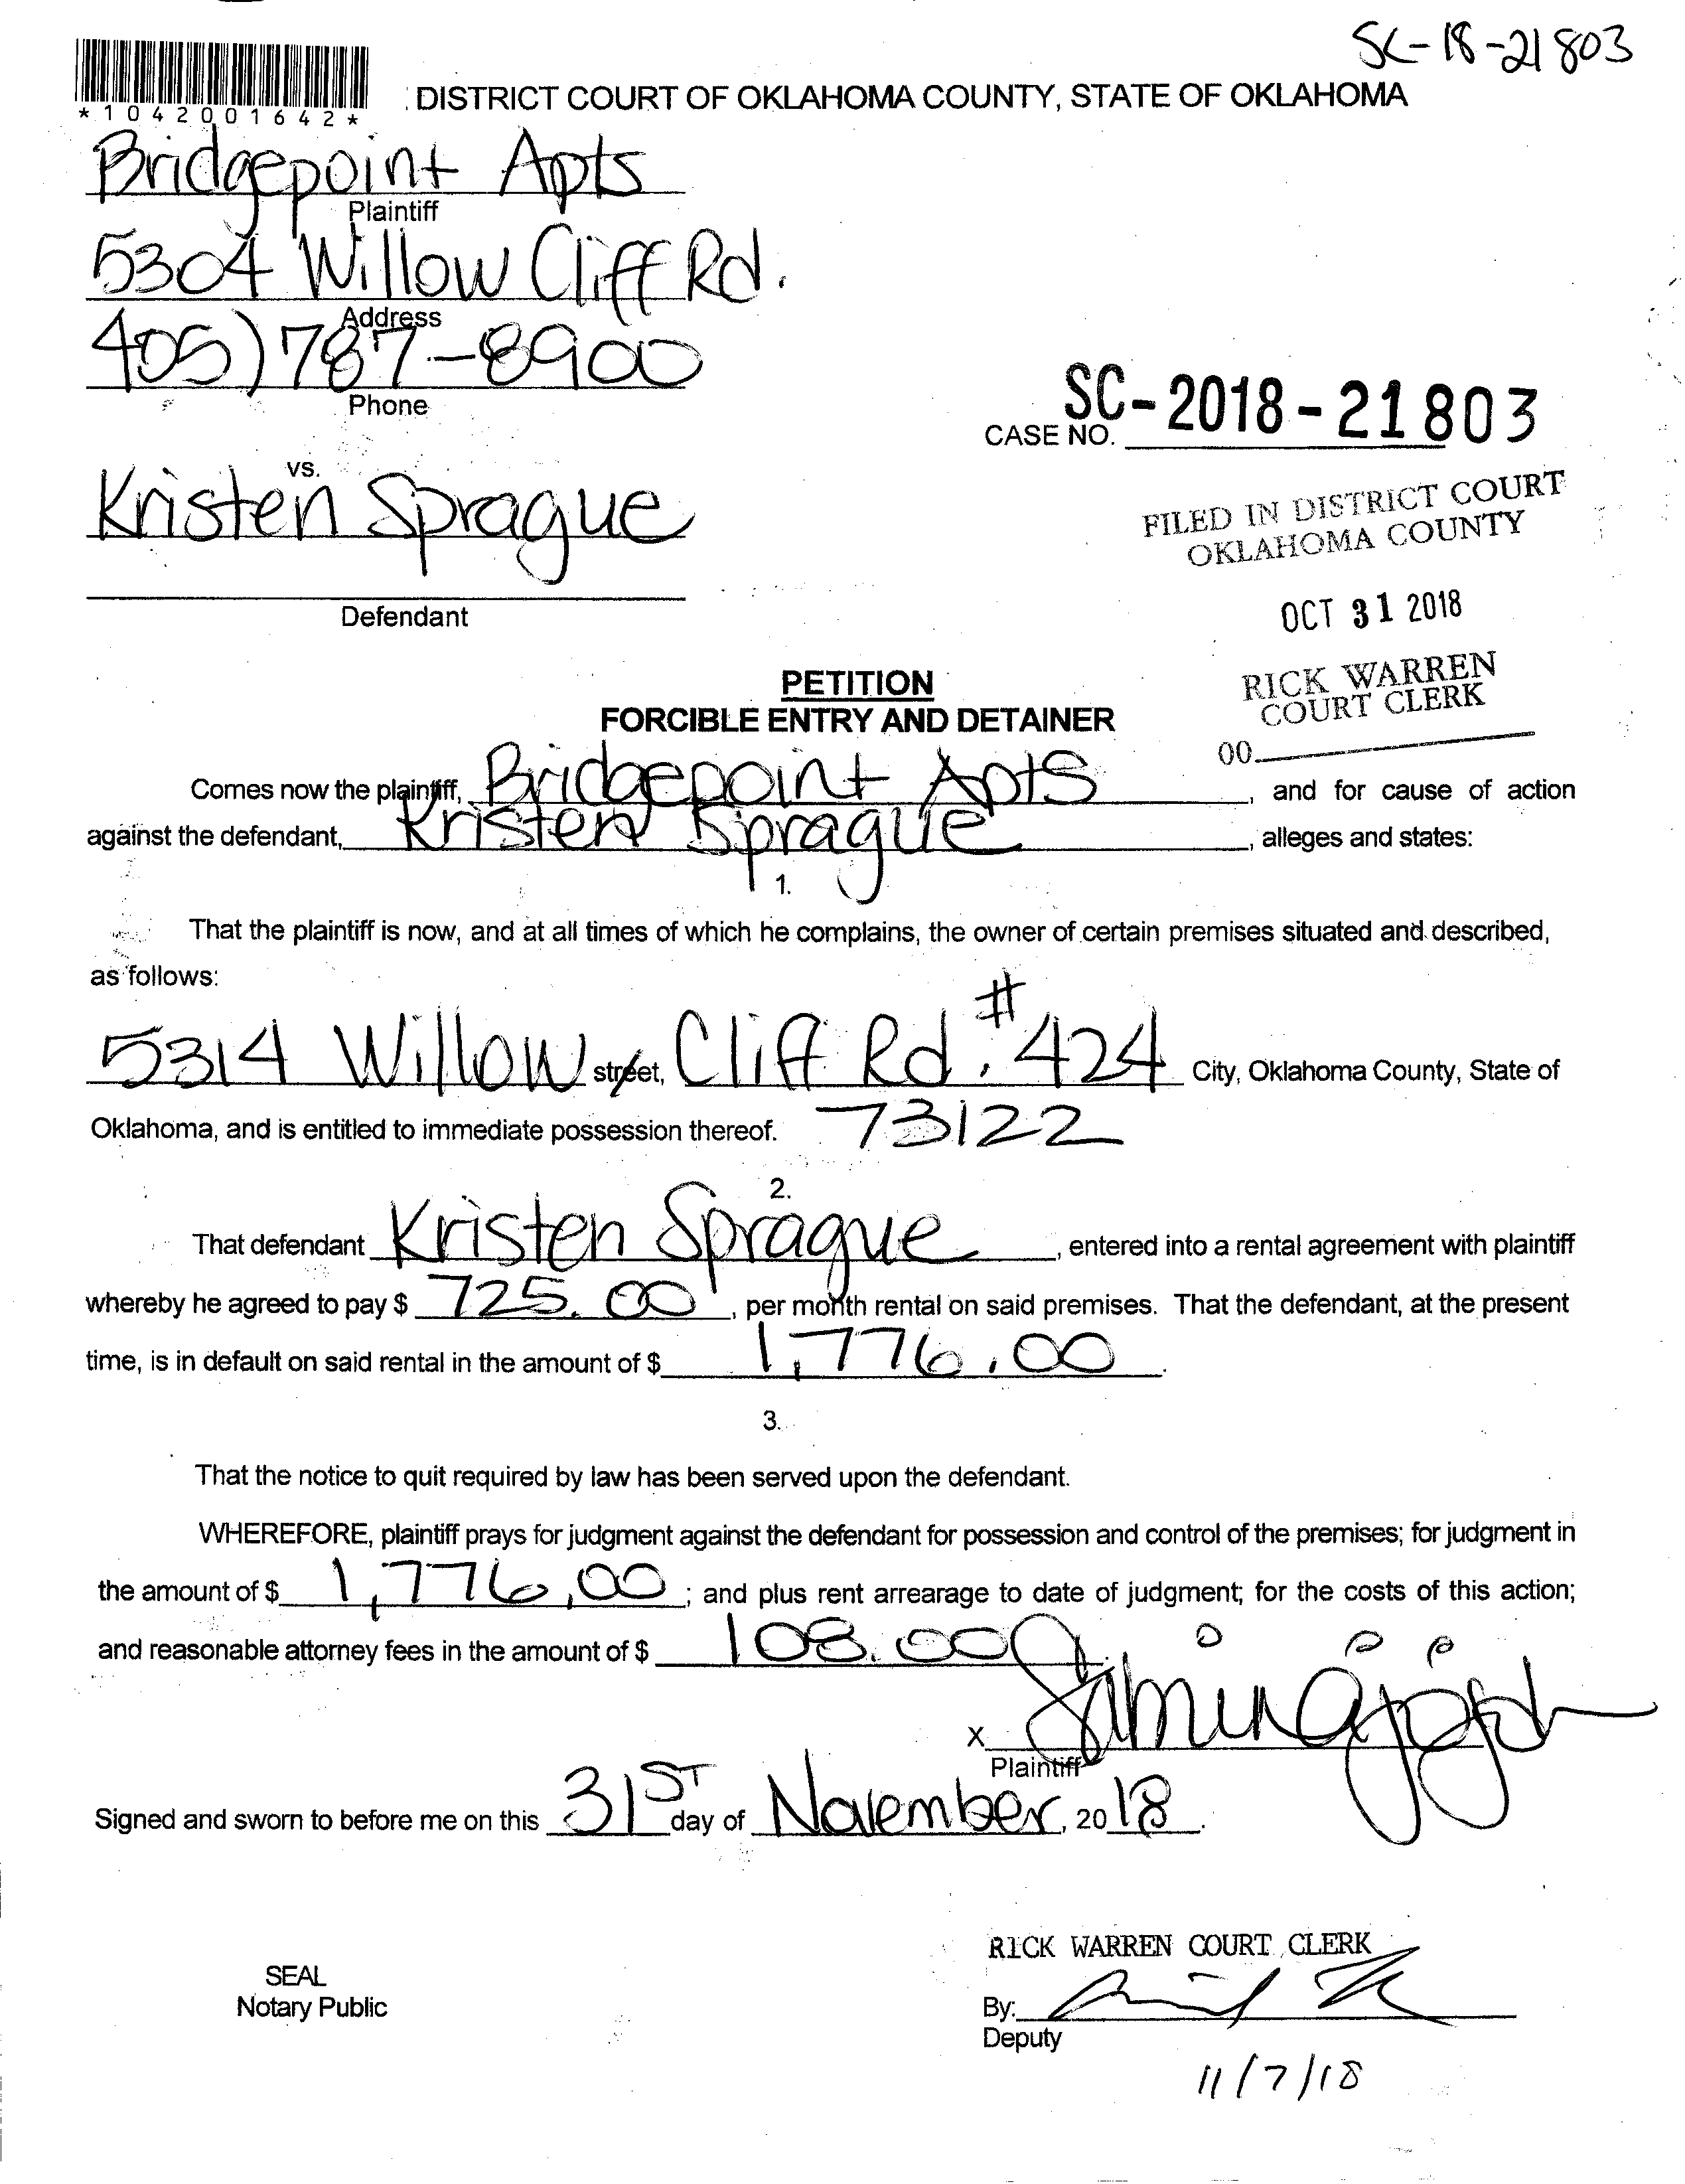 SC-18-21803
*1042001642*
DISTRICT COURT OF OKLAHOMA COUNTY, STATE OF OKLAHOMA
Bridgepoint Apts
Plaintiff
5304 Willow Cliff Rd.
Address
405) 787-8900
Phone
SC-2018-21803
CASE NO.
vs.
Kristen Sprague
Defendant
FILED IN DISTRICT COURT
OKLAHOMA COUNTY
OCT 31 2018
RICK WARREN
COURT CLERK
00
PETITION
FORCIBLE ENTRY AND DETAINER
Comes now the plaintiff, Bridgepoint Apts, and for cause of action
against the defendant, Kristen Sprague, alleges and states:
1.
That the plaintiff is now, and at all times of which he complains, the owner of certain premises situated and described,
as follows:
5314 Willow street, Cliff Rd. #424 City, Oklahoma County, State of
Oklahoma, and is entitled to immediate possession thereof. 73122
2.
That defendant Kristen Sprague, entered into a rental agreement with plaintiff
whereby he agreed to pay $ 725.00, per month rental on said premises. That the defendant, at the present
time, is in default on said rental in the amount of $ 1,776.00.
3.
That the notice to quit required by law has been served upon the defendant.
WHEREFORE, plaintiff prays for judgment against the defendant for possession and control of the premises; for judgment in
the amount of $ 1,776.00; and plus rent arrearage to date of judgment; for the costs of this action;
and reasonable attorney fees in the amount of $ 108.00.
X
Plaintiff
Signed and sworn to before me on this 31ST day of November, 2018.
RICK WARREN COURT CLERK
SEAL
Notary Public
By:
Deputy
11/7/18